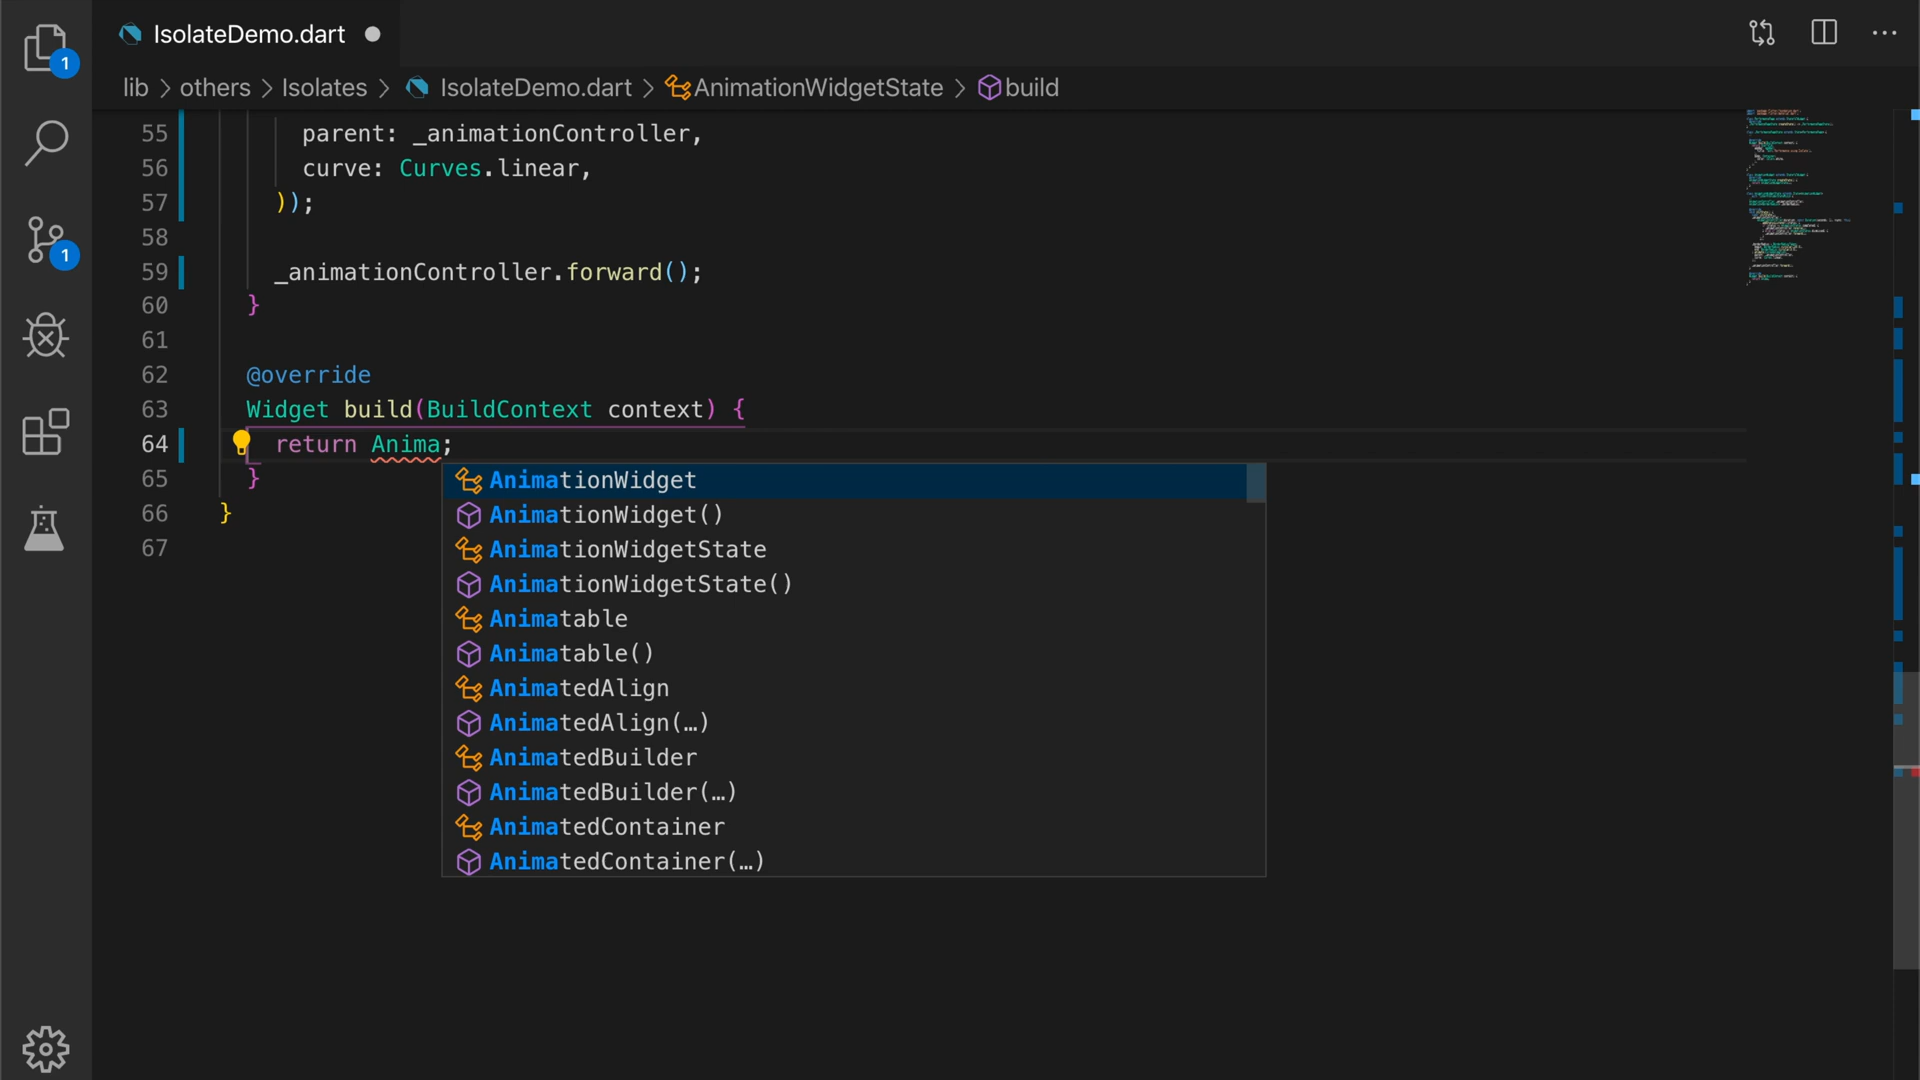 IsolateDemo.dart
lib > others > Isolates > IsolateDemo.dart > AnimationWidgetState > build
1
1
55 parent: _animationController,
56 curve: Curves.linear,
57 ));
58
59 _animationController.forward();
60 }
61
62 @override
63 Widget build(BuildContext context) {
64 return Anima;
65 }
66 }
67
AnimationWidget
AnimationWidget()
AnimationWidgetState
AnimationWidgetState()
Animatable
Animatable()
AnimatedAlign
AnimatedAlign(…)
AnimatedBuilder
AnimatedBuilder(…)
AnimatedContainer
AnimatedContainer(…)